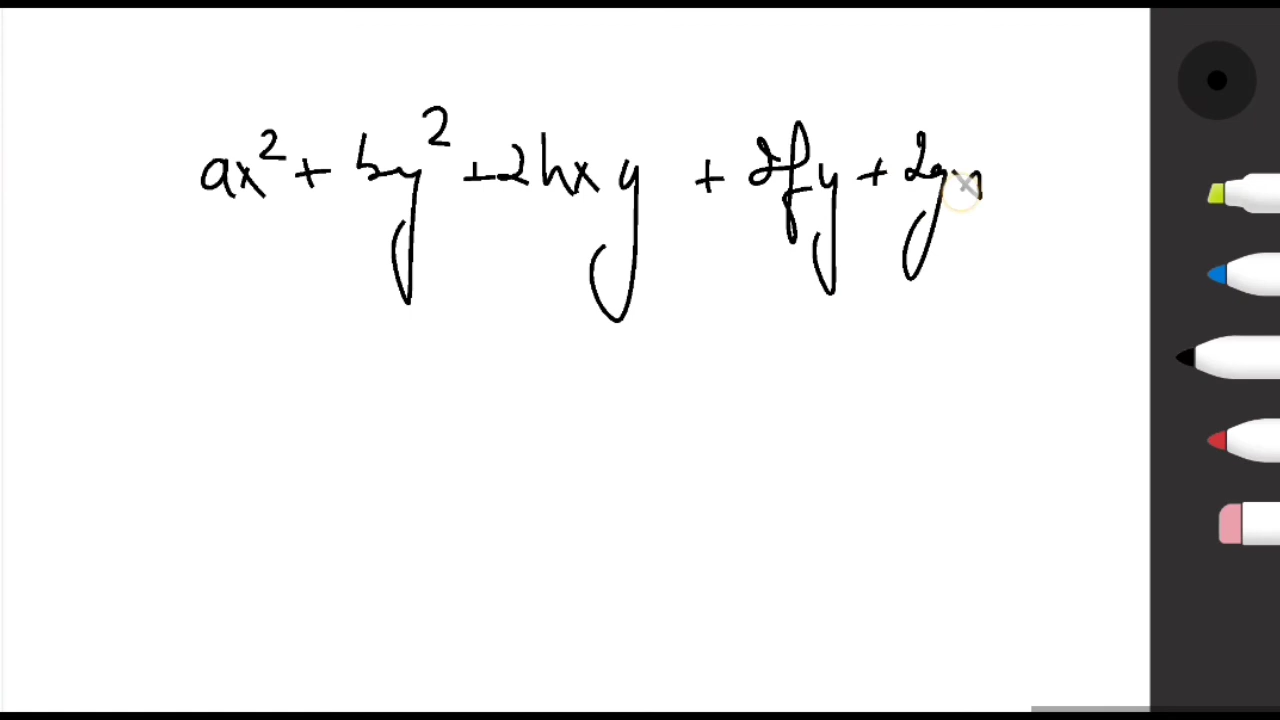 ax² + by² + 2hxy + 2fy + 2gx